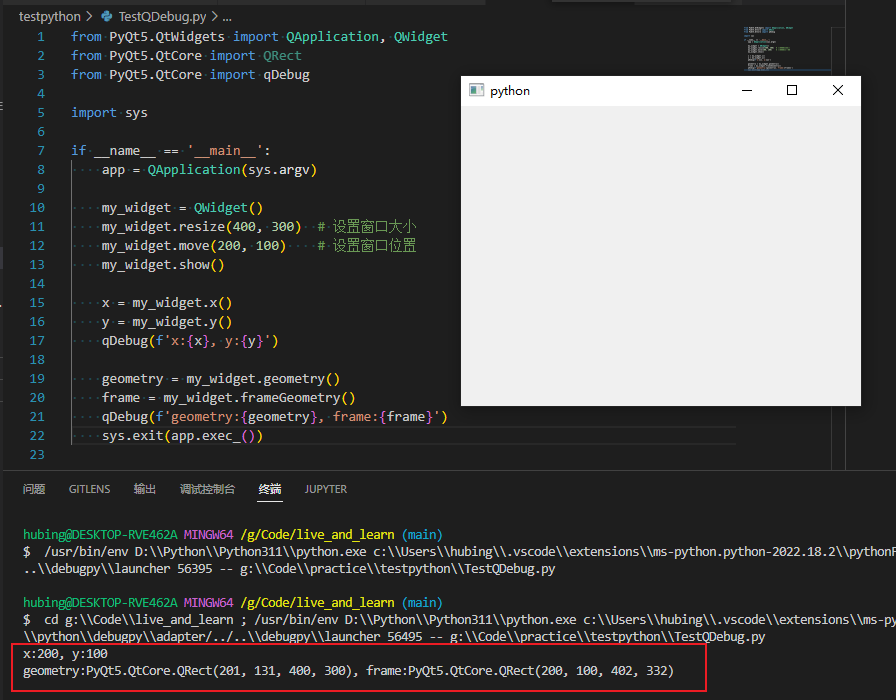 testpython > TestQDebug.py > ...
1 from PyQt5.QtWidgets import QApplication, QWidget
2 from PyQt5.QtCore import QRect
3 from PyQt5.QtCore import qDebug
4
5 import sys
6
7 if __name__ == '__main__':
8     app = QApplication(sys.argv)
9
10     my_widget = QWidget()
11     my_widget.resize(400, 300)  # 设置窗口大小
12     my_widget.move(200, 100)    # 设置窗口位置
13     my_widget.show()
14
15     x = my_widget.x()
16     y = my_widget.y()
17     qDebug(f'x:{x}, y:{y}')
18
19     geometry = my_widget.geometry()
20     frame = my_widget.frameGeometry()
21     qDebug(f'geometry:{geometry}, frame:{frame}')
22     sys.exit(app.exec_())
23
python
问题 GITLENS 输出 调试控制台 终端 JUPYTER
hubing@DESKTOP-RVE462A MINGW64 /g/Code/live_and_learn (main)
$  /usr/bin/env D:\\Python\\Python311\\python.exe c:\\Users\\hubing\\.vscode\\extensions\\ms-python.python-2022.18.2\\pythonF
..\\debugpy\\launcher 56395 -- g:\\Code\\practice\\testpython\\TestQDebug.py
hubing@DESKTOP-RVE462A MINGW64 /g/Code/live_and_learn (main)
$  cd g:\\Code\\live_and_learn ; /usr/bin/env D:\\Python\\Python311\\python.exe c:\\Users\\hubing\\.vscode\\extensions\\ms-py
\\python\\debugpy\\adapter/../..\\debugpy\\launcher 56495 -- g:\\Code\\practice\\testpython\\TestQDebug.py
x:200, y:100
geometry:PyQt5.QtCore.QRect(201, 131, 400, 300), frame:PyQt5.QtCore.QRect(200, 100, 402, 332)